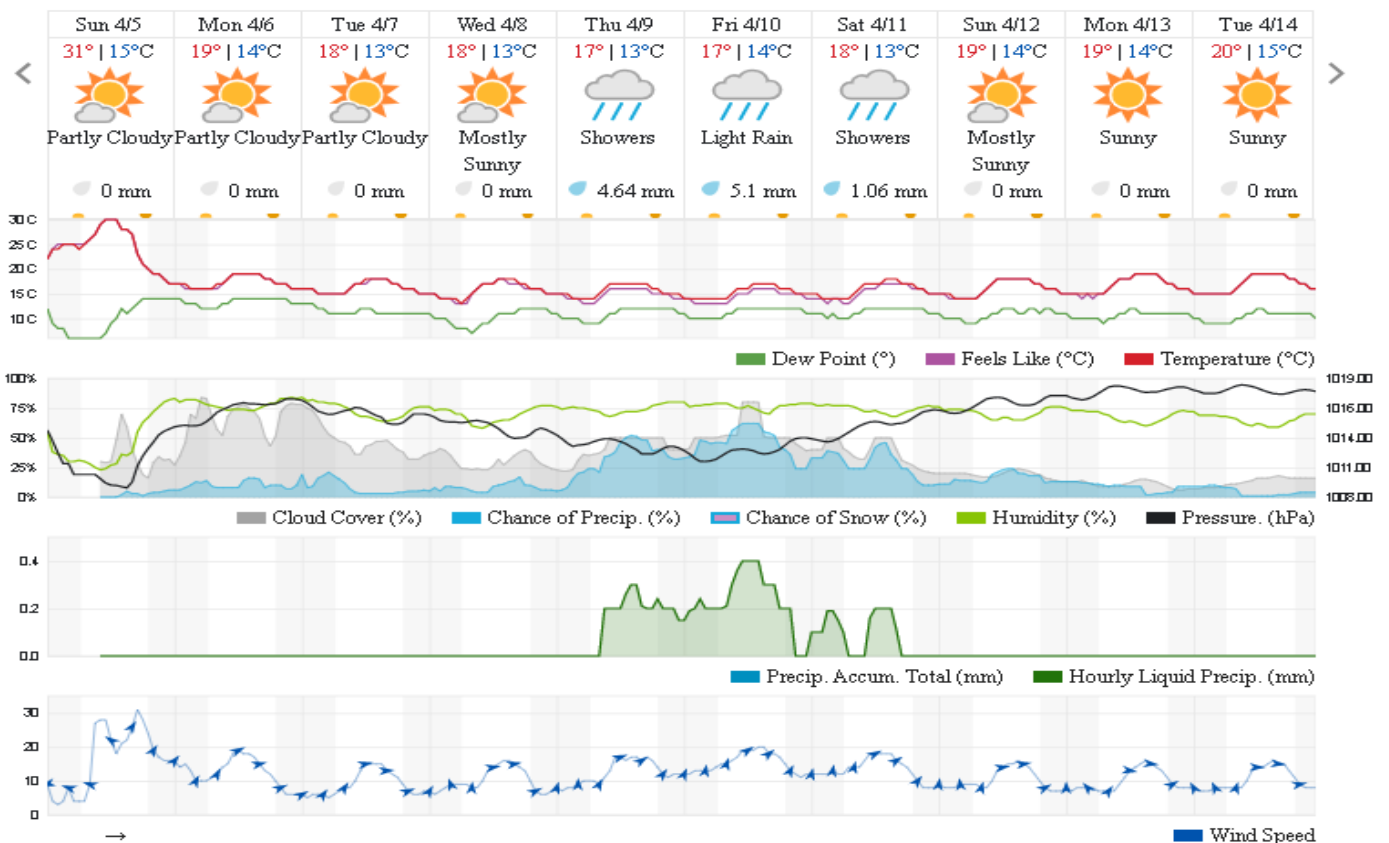 Sun 4/5 Mon 4/6 Tue 4/7 Wed 4/8 Thu 4/9 Fri 4/10 Sat 4/11 Sun 4/12 Mon 4/13 Tue 4/14
31° | 15°C 19° | 14°C 18° | 13°C 18° | 13°C 17° | 13°C 17° | 14°C 18° | 13°C 19° | 14°C 19° | 14°C 20° | 15°C
Partly Cloudy Partly Cloudy Partly Cloudy Mostly Sunny Showers Light Rain Showers Mostly Sunny Sunny Sunny
0 mm 0 mm 0 mm 0 mm 4.64 mm 5.1 mm 1.06 mm 0 mm 0 mm 0 mm
30 C
25 C
20 C
15 C
10 C
Dew Point (°) Feels Like (°C) Temperature (°C)
100% 1019.00
75% 1016.00
50% 1014.00
25% 1011.00
0% 1008.00
Cloud Cover (%) Chance of Precip. (%) Chance of Snow (%) Humidity (%) Pressure. (hPa)
0.4
0.2
0.0
Precip. Accum. Total (mm) Hourly Liquid Precip. (mm)
30
20
10
0
Wind Speed